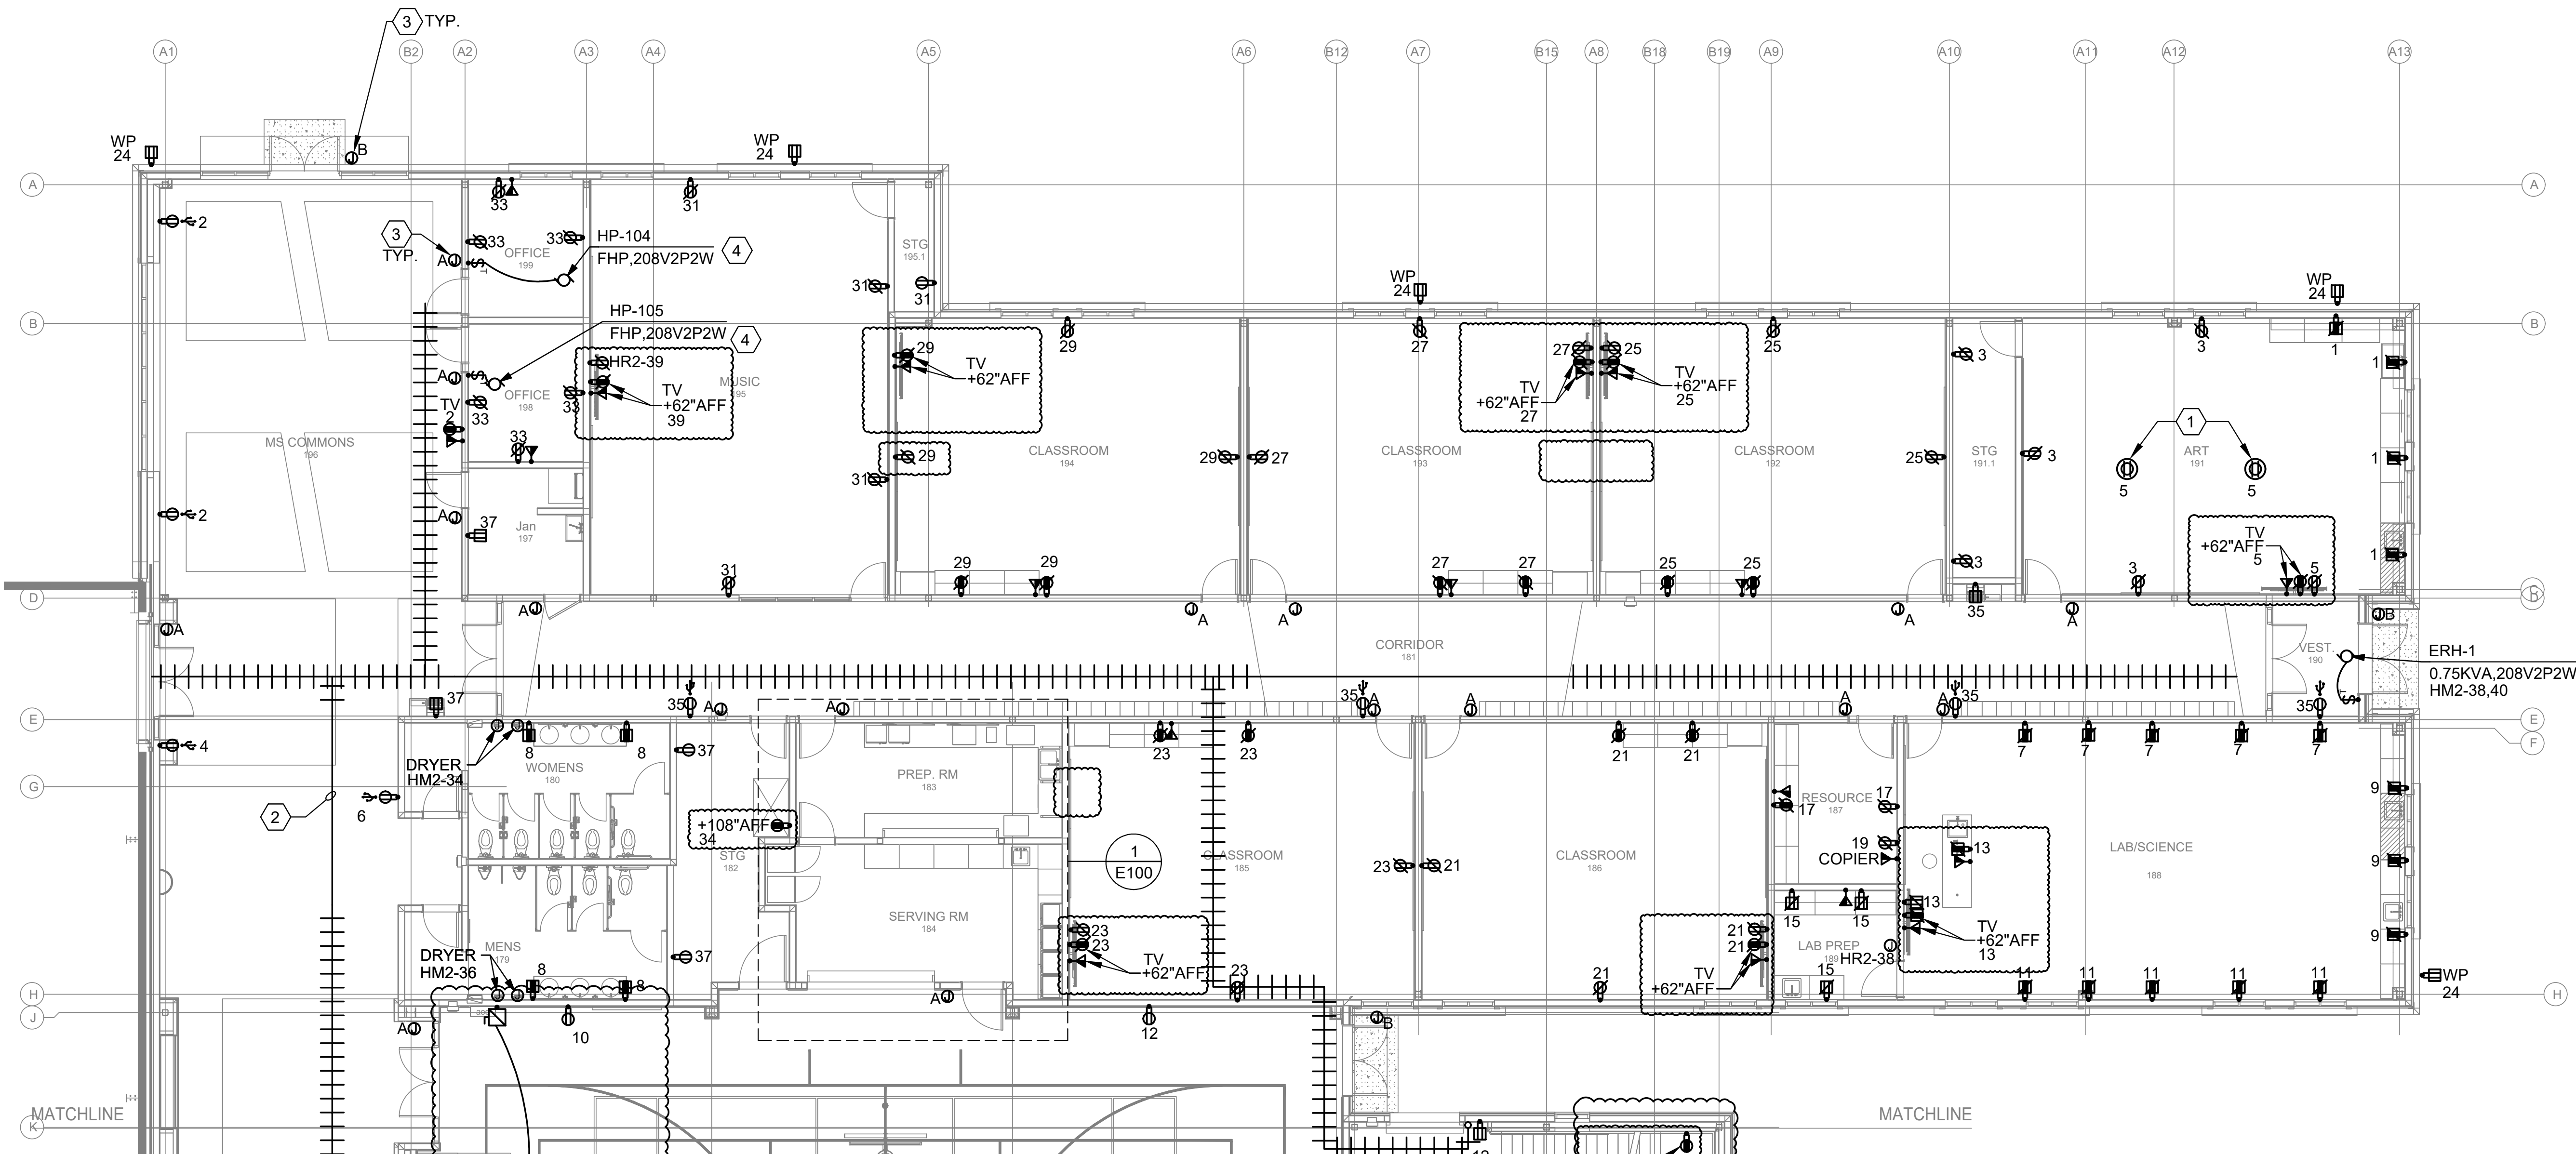 3 TYP.
A1
B2
A2
A3
A4
A5
A6
B12
A7
B15
A8
B18
B19
A9
A10
A11
A12
A13
WP
24
B
WP
24
A
33
31
A
2
3
TYP.
A
33
33
OFFICE
199
S T
HP-104
FHP,208V2P2W
4
STG
195.1
31
31
WP
24
WP
24
HP-105
FHP,208V2P2W
4
B
29
27
25
3
1
B
A
S T
HR2-39
MUSIC
195
TV
+62"AFF
39
29
TV
+62"AFF
27
25
TV
+62"AFF
27
TV
+62"AFF
25
3
1
OFFICE
198
33
33
TV
2
33
MS COMMONS
196
29
31
CLASSROOM
194
29
27
CLASSROOM
193
CLASSROOM
192
25
STG
191.1
3
1
ART
191
5
5
1
2
A
37
Jan
197
31
29
29
27
27
25
25
3
35
3
TV
+62"AFF
5
5
1
D
C
D
A
A
A
A
A
A
B
CORRIDOR
181
VEST.
190
ERH-1
0.75KVA,208V2P2W
HM2-38,40
S T
37
35
A
A
35
A
A
A
A
35
35
E
E
F
4
DRYER
HM2-34
8
8
WOMENS
180
37
PREP. RM
183
23
23
21
21
7
7
7
7
7
G
2
6
+108"AFF
34
STG
182
RESOURCE
187
17
17
9
1
E100
CLASSROOM
185
23
21
CLASSROOM
186
19
COPIER
13
LAB/SCIENCE
188
9
SERVING RM
184
15
15
13
TV
+62"AFF
13
9
MENS
179
DRYER
HM2-36
37
8
8
23
23
TV
+62"AFF
21
21
TV
+62"AFF
LAB PREP
189
HR2-38
WP
24
H
A
23
21
15
11
11
11
11
11
H
J
A
10
12
B
MATCHLINE
MATCHLINE
K